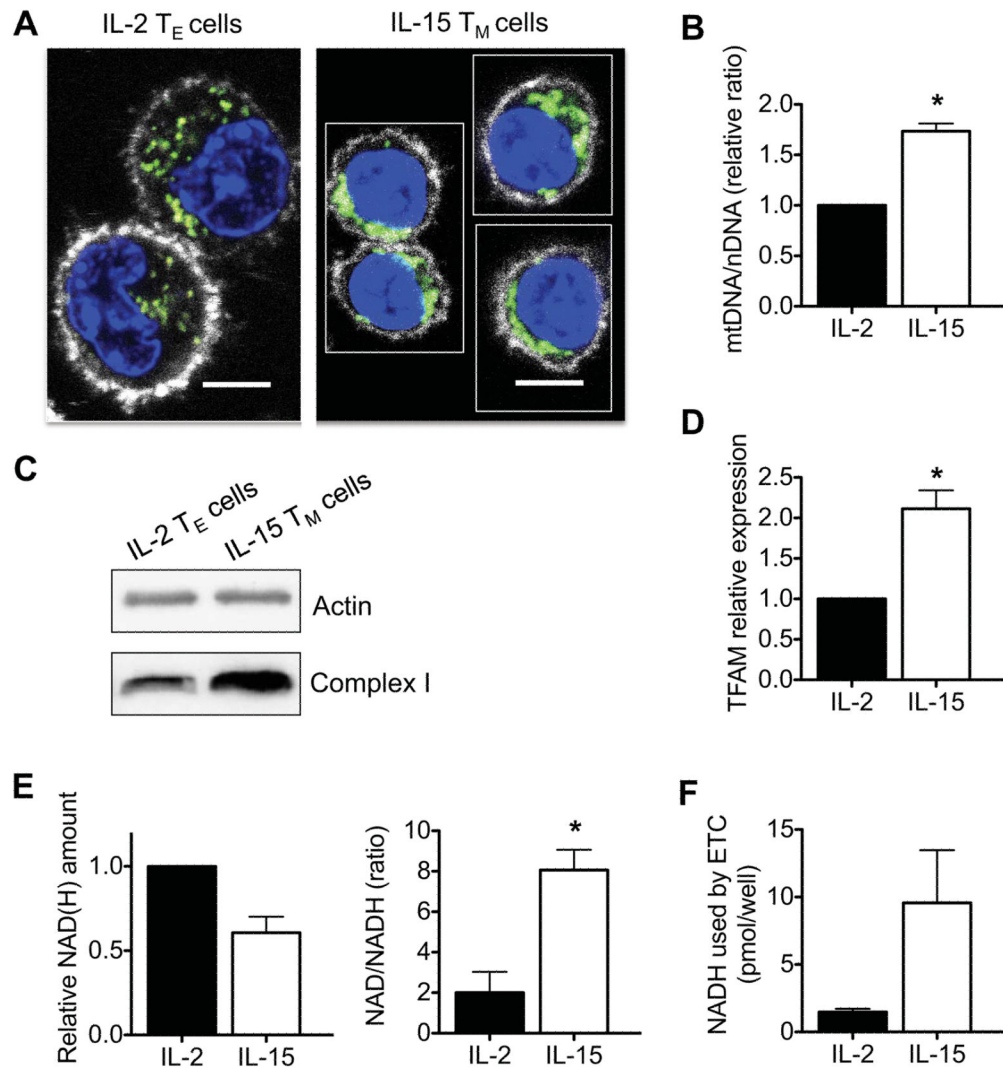 A
IL-2 TE cells
IL-15 TM cells
B
mtDNA/nDNA (relative ratio)
2.0
1.5
1.0
0.5
0.0
*
IL-2
IL-15
C
IL-2 TE cells
IL-15 TM cells
Actin
Complex I
D
TFAM relative expression
2.5
2.0
1.5
1.0
0.5
0.0
*
IL-2
IL-15
E
Relative NAD(H) amount
1.0
0.5
0.0
IL-2
IL-15
NAD/NADH (ratio)
10
8
6
4
2
0
*
IL-2
IL-15
F
NADH used by ETC
(pmol/well)
15
10
5
0
IL-2
IL-15